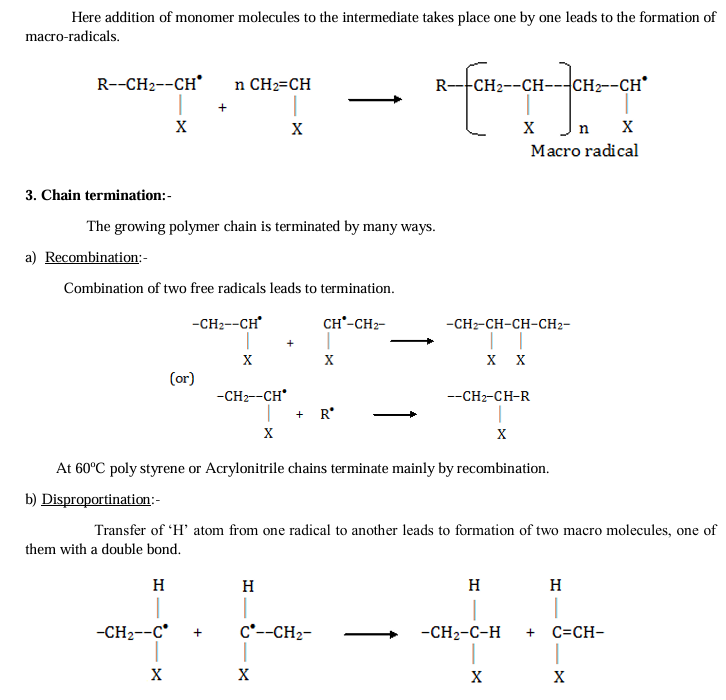 Here addition of monomer molecules to the intermediate takes place one by one leads to the formation of
macro-radicals.
R--CH2--CH• n CH2=CH R--CH2--CH---CH2--CH•
+
X X X n X
Macro radical
3. Chain termination:-
The growing polymer chain is terminated by many ways.
a) Recombination:-
Combination of two free radicals leads to termination.
-CH2--CH• CH•-CH2- -CH2-CH-CH-CH2-
+
X X X X
(or)
-CH2--CH• --CH2-CH-R
+ R•
X X
At 60°C poly styrene or Acrylonitrile chains terminate mainly by recombination.
b) Disproportination:-
Transfer of ‘H’ atom from one radical to another leads to formation of two macro molecules, one of
them with a double bond.
H H H H
-CH2--C• + C•--CH2- -CH2-C-H + C=CH-
X X X X